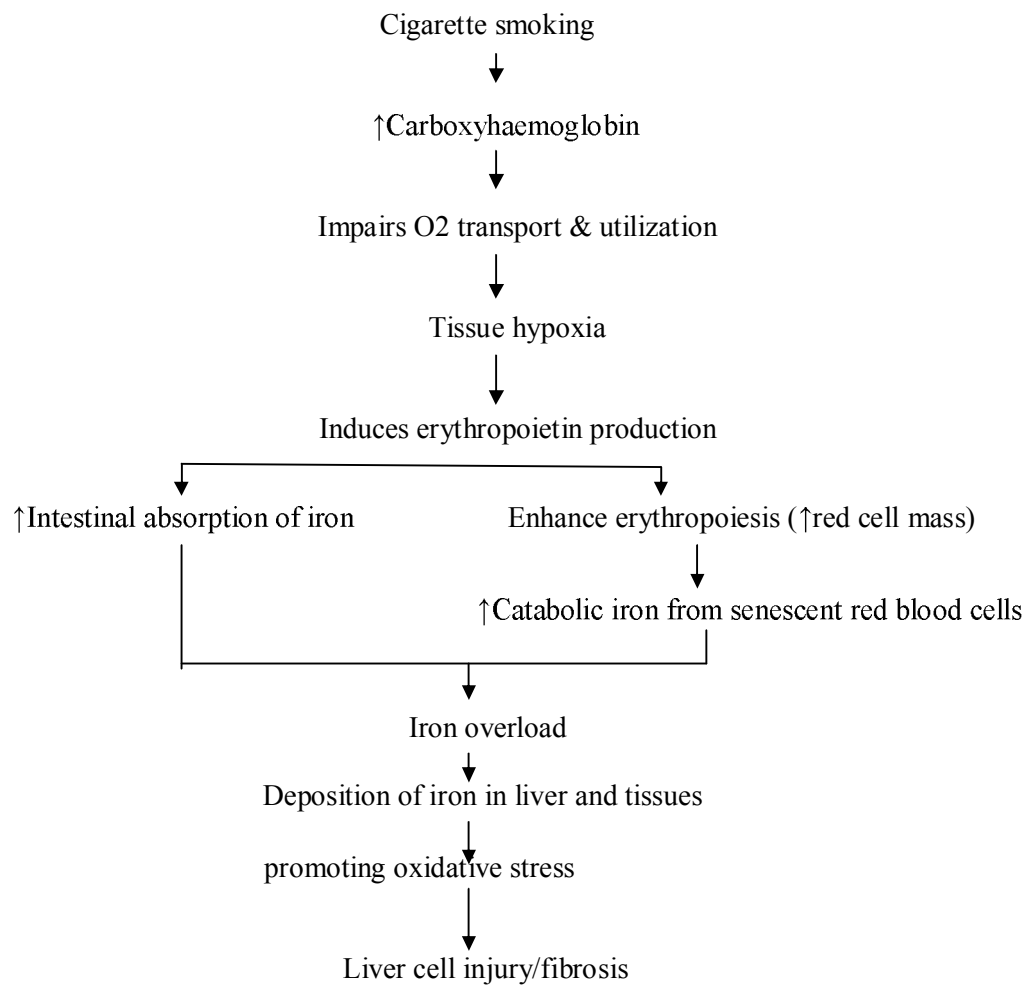 Cigarette smoking
↑Carboxyhaemoglobin
Impairs O2 transport & utilization
Tissue hypoxia
Induces erythropoietin production
↑Intestinal absorption of iron
Enhance erythropoiesis (↑red cell mass)
↑Catabolic iron from senescent red blood cells
Iron overload
Deposition of iron in liver and tissues
promoting oxidative stress
Liver cell injury/fibrosis